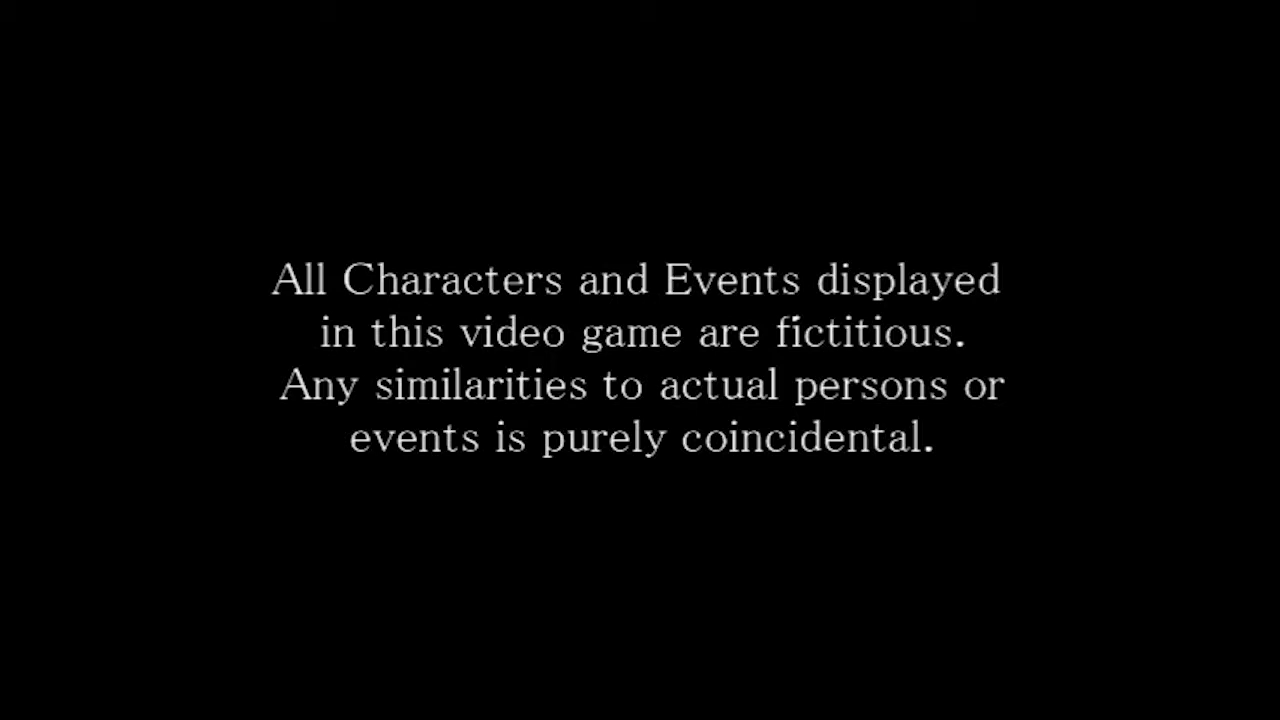 All Characters and Events displayed
in this video game are fictitious.
Any similarities to actual persons or
events is purely coincidental.